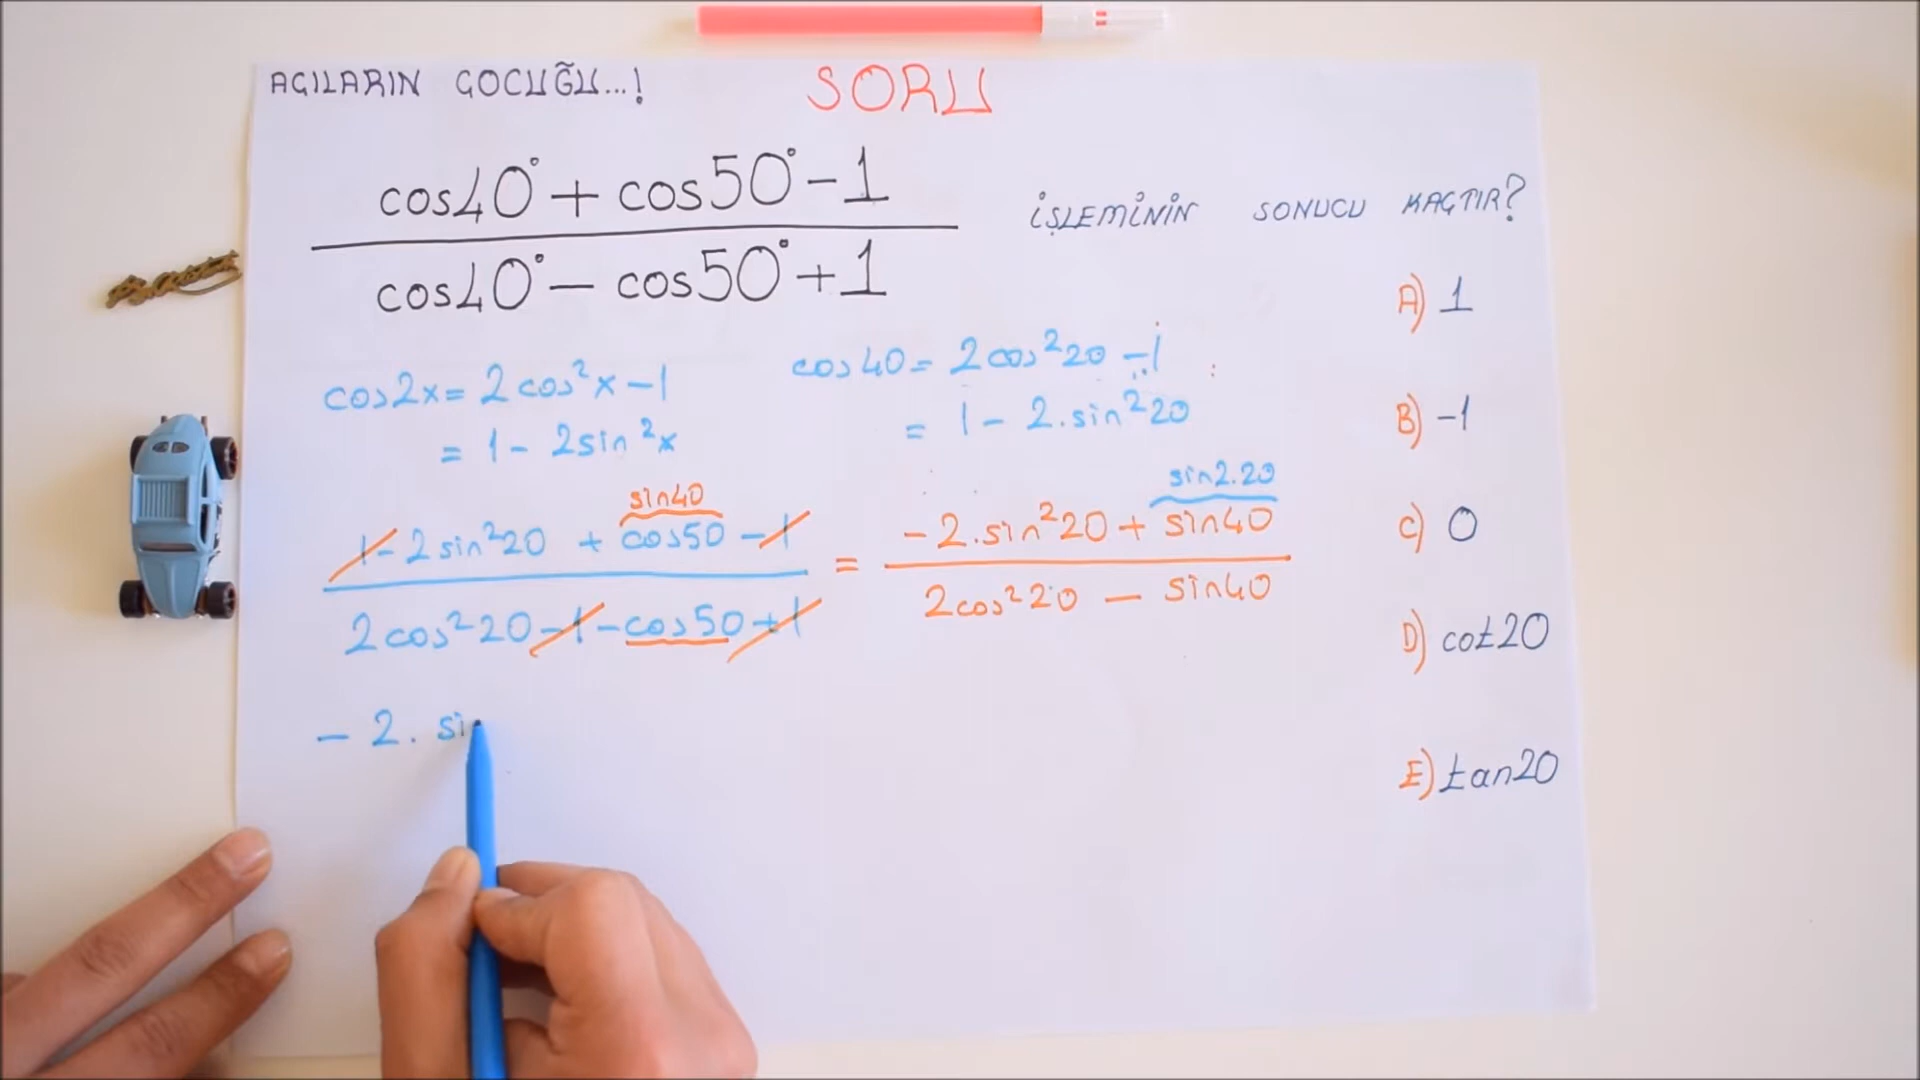 AÇILARIN ÇOCUĞU...!
SORU
cos40° + cos50° - 1
cos40° - cos50° + 1
İŞLEMİNİN SONUCU KAÇTIR?
A) 1
B) -1
C) 0
D) cot20
E) tan20
cos2x = 2cos²x - 1
= 1 - 2sin²x
cos40 = 2cos²20 - 1
= 1 - 2.sin²20
sin40
1 - 2sin²20 + cos50 - 1
2cos²20 - 1 - cos50 + 1
=
sin2.20
-2.sin²20 + sin40
2cos²20 - sin40
- 2. si